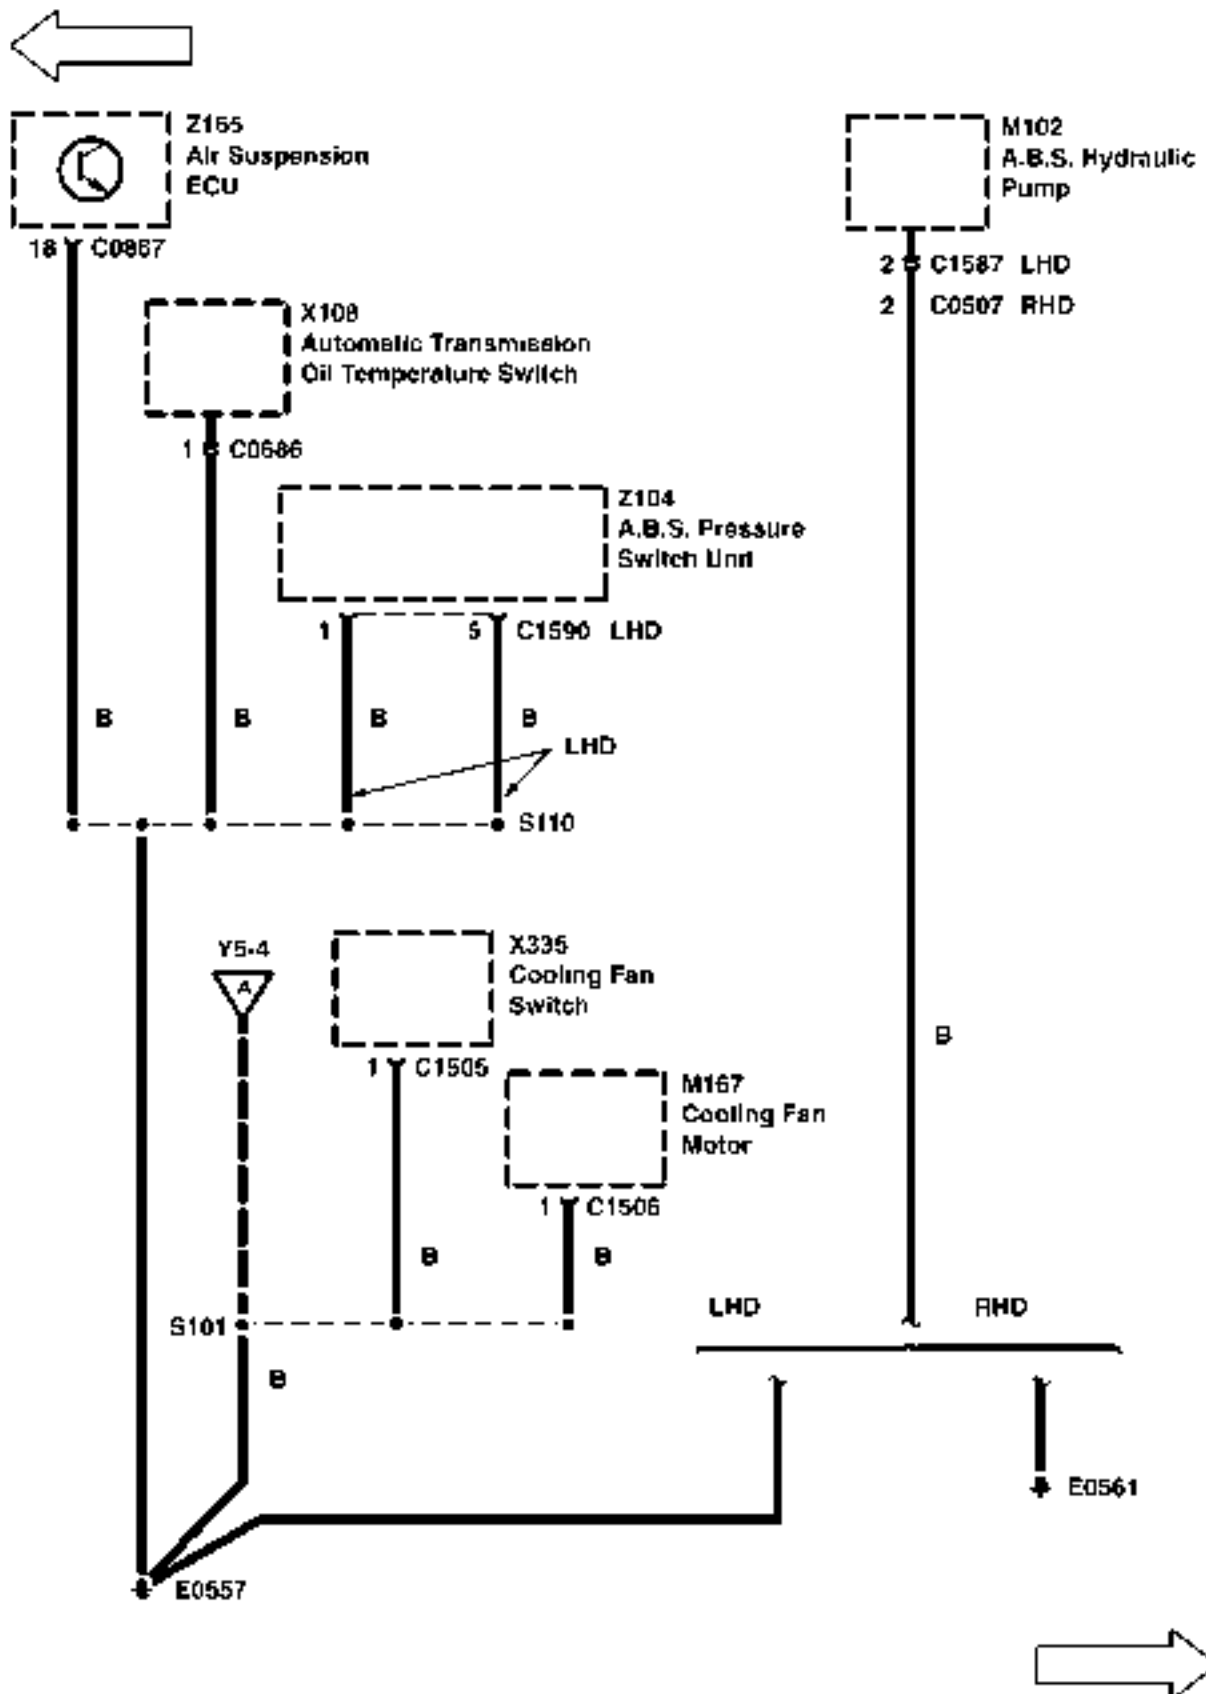 Z165
Air Suspension
ECU
18 C0867
M102
A.B.S. Hydraulic
Pump
2 C1587 LHD
2 C0507 RHD
X108
Automatic Transmission
Oil Temperature Switch
1 C0686
Z104
A.B.S. Pressure
Switch Unit
1 5 C1590 LHD
B B B B
LHD
S110
Y5-4
A
X335
Cooling Fan
Switch
1 C1505
B
M167
Cooling Fan
Motor
1 C1506
B B
LHD RHD
S101
B
E0561
E0557